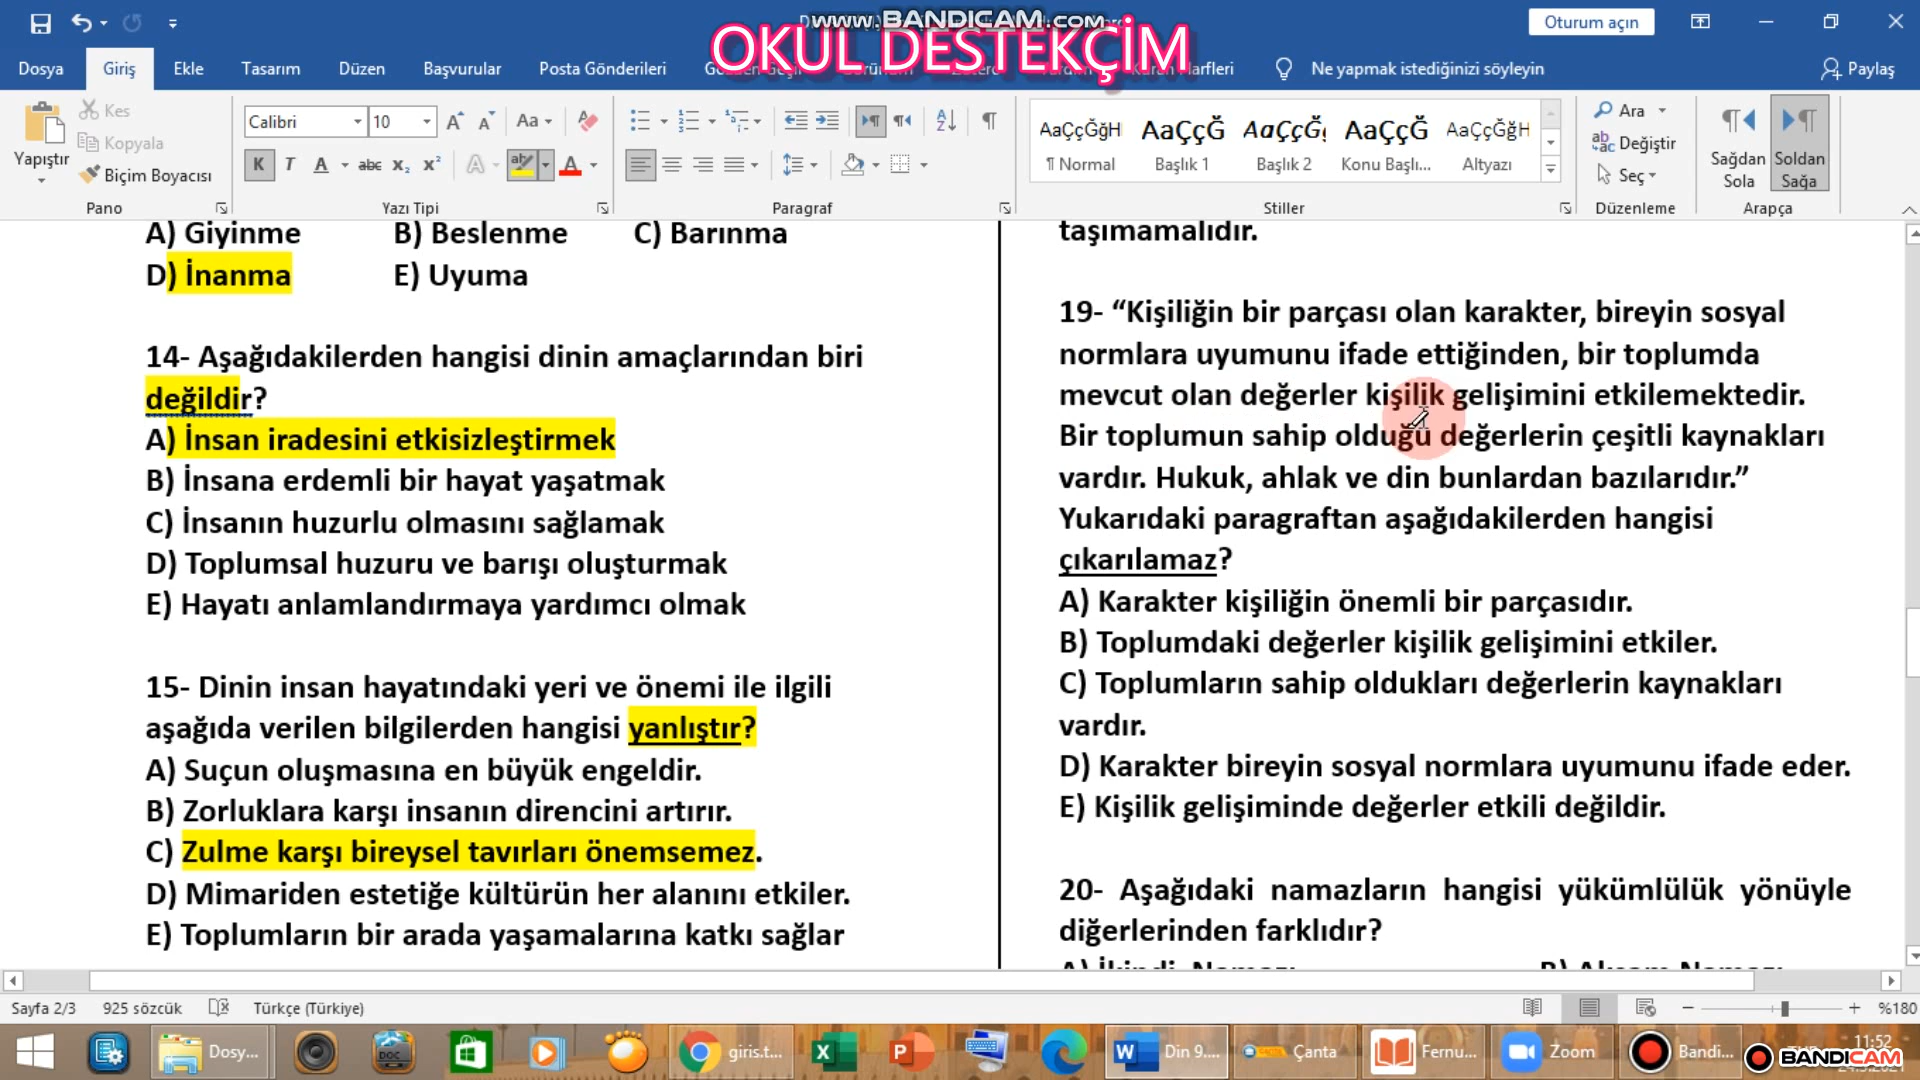 www.BANDICAM.com
OKUL DESTEKÇİM
Oturum açın
Dosya
Giriş
Ekle
Tasarım
Düzen
Başvurular
Posta Gönderileri
Ne yapmak istediğinizi söyleyin
Paylaş
Yapıştır
Kes
Kopyala
Biçim Boyacısı
Pano
Calibri
10
Yazı Tipi
Paragraf
AaÇçĞğH
AaÇçĞ
AaÇçĞ
AaÇçĞ
AaÇçĞğH
¶ Normal
Başlık 1
Başlık 2
Konu Başlı...
Altyazı
Stiller
Ara
Değiştir
Seç
Düzenleme
Sağdan Sola
Soldan Sağa
Arapça
A) Giyinme B) Beslenme C) Barınma
D) İnanma E) Uyuma
14- Aşağıdakilerden hangisi dinin amaçlarından biri
değildir?
A) İnsan iradesini etkisizleştirmek
B) İnsana erdemli bir hayat yaşatmak
C) İnsanın huzurlu olmasını sağlamak
D) Toplumsal huzuru ve barışı oluşturmak
E) Hayatı anlamlandırmaya yardımcı olmak
15- Dinin insan hayatındaki yeri ve önemi ile ilgili
aşağıda verilen bilgilerden hangisi yanlıştır?
A) Suçun oluşmasına en büyük engeldir.
B) Zorluklara karşı insanın direncini artırır.
C) Zulme karşı bireysel tavırları önemsemez.
D) Mimariden estetiğe kültürün her alanını etkiler.
E) Toplumların bir arada yaşamalarına katkı sağlar
taşımamalıdır.
19- “Kişiliğin bir parçası olan karakter, bireyin sosyal
normlara uyumunu ifade ettiğinden, bir toplumda
mevcut olan değerler kişilik gelişimini etkilemektedir.
Bir toplumun sahip olduğu değerlerin çeşitli kaynakları
vardır. Hukuk, ahlak ve din bunlardan bazılarıdır.”
Yukarıdaki paragraftan aşağıdakilerden hangisi
çıkarılamaz?
A) Karakter kişiliğin önemli bir parçasıdır.
B) Toplumdaki değerler kişilik gelişimini etkiler.
C) Toplumların sahip oldukları değerlerin kaynakları
vardır.
D) Karakter bireyin sosyal normlara uyumunu ifade eder.
E) Kişilik gelişiminde değerler etkili değildir.
20- Aşağıdaki namazların hangisi yükümlülük yönüyle
diğerlerinden farklıdır?
A) İkindi Namazı B) Akşam Namazı
Sayfa 2/3
925 sözcük
Türkçe (Türkiye)
%180
Dosy...
giris.t...
Din 9....
Çanta
Fernu...
Zoom
Bandi...
11:52
BANDICAM